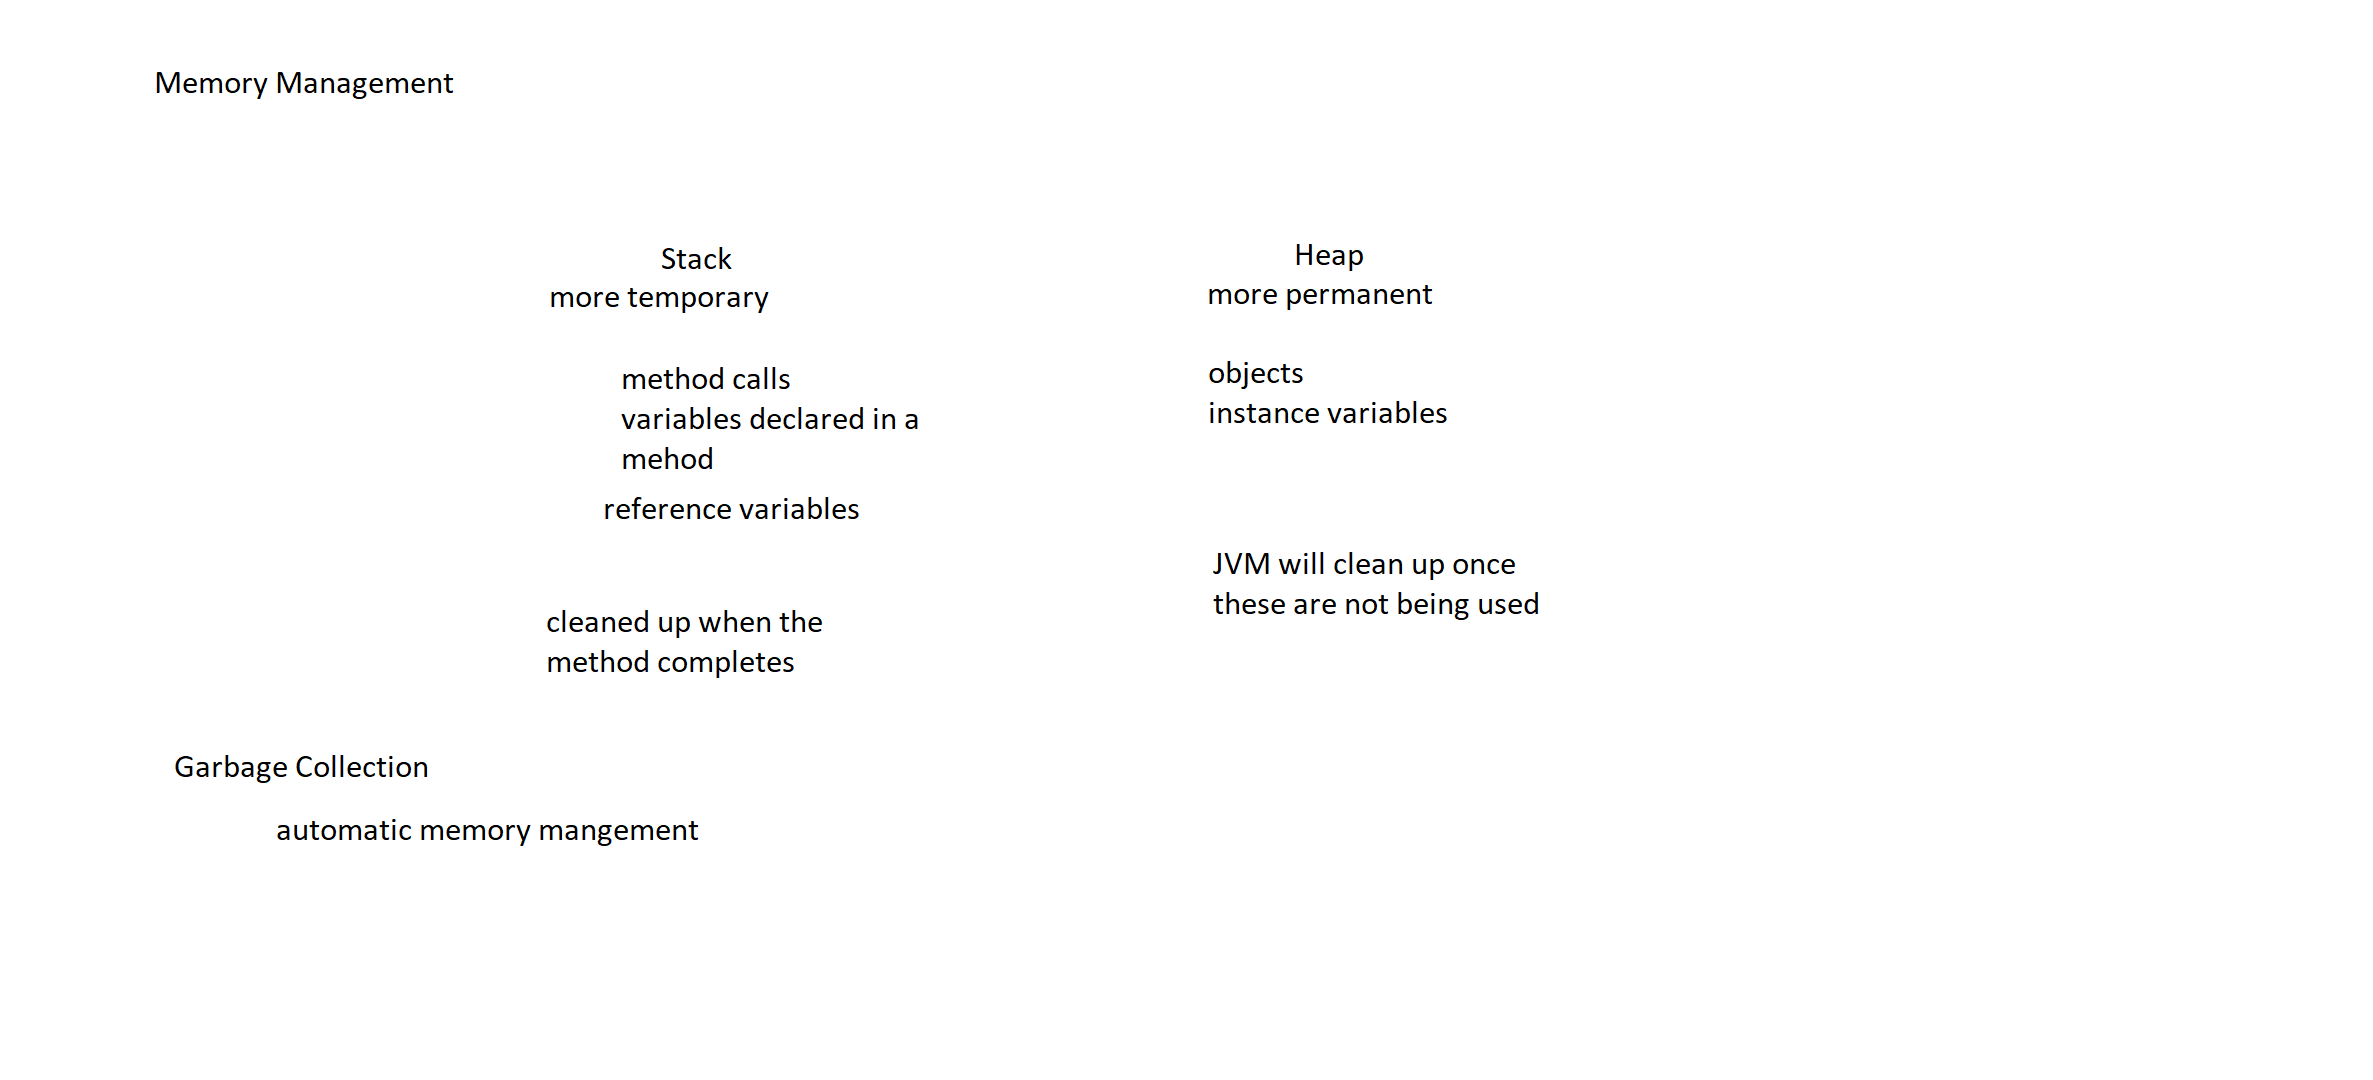 Memory Management
Stack
more temporary
method calls
variables declared in a
mehod
reference variables
cleaned up when the
method completes
Heap
more permanent
objects
instance variables
JVM will clean up once
these are not being used
Garbage Collection
automatic memory mangement